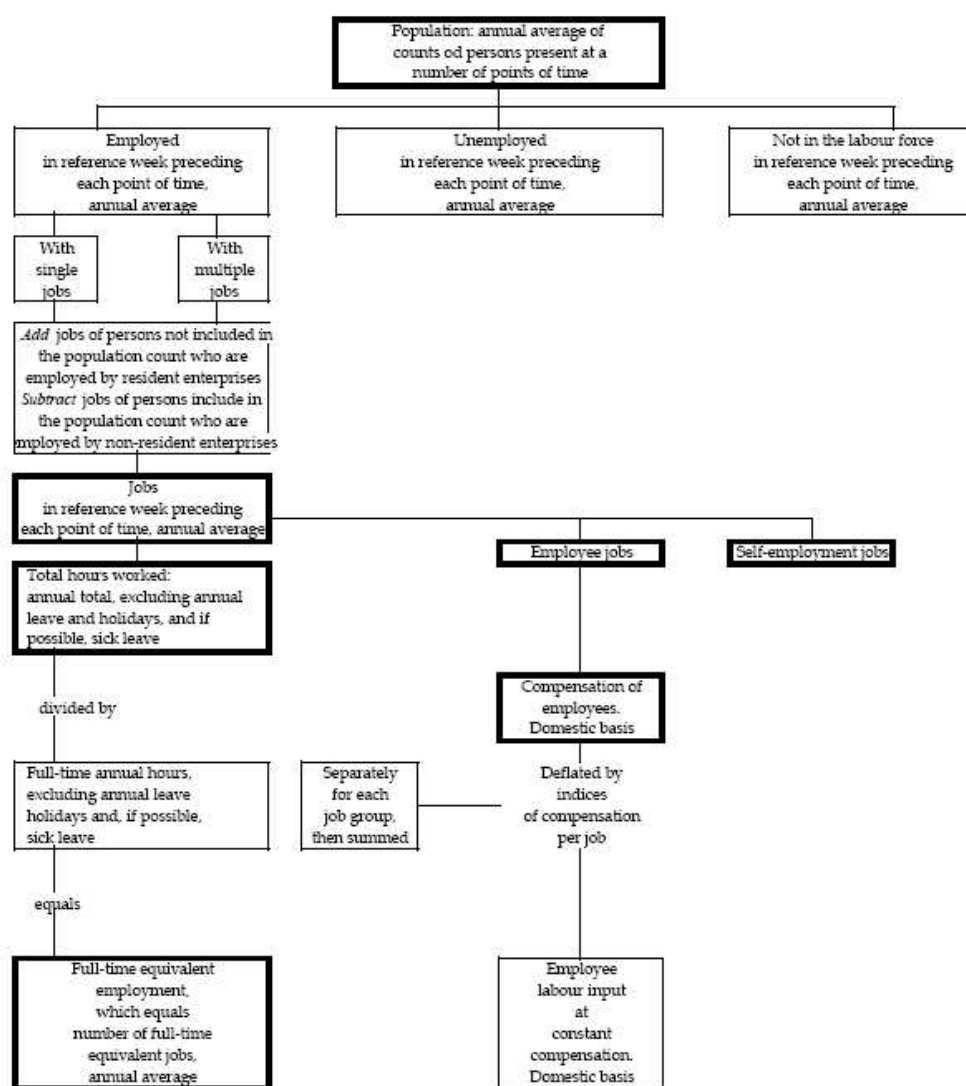 Population: annual average of
counts od persons present at a
number of points of time
Employed
in reference week preceding
each point of time,
annual average
Unemployed
in reference week preceding
each point of time,
annual average
Not in the labour force
in reference week preceding
each point of time,
annual average
With
single
jobs
With
multiple
jobs
Add jobs of persons not included in
the population count who are
employed by resident enterprises
Subtract jobs of persons include in
the population count who are
employed by non-resident enterprises
Jobs
in reference week preceding
each point of time, annual average
Employee jobs
Self-employment jobs
Total hours worked:
annual total, excluding annual
leave and holidays, and if
possible, sick leave
Compensation of
employees.
Domestic basis
divided by
Full-time annual hours,
excluding annual leave
holidays and, if possible,
sick leave
Separately
for each
job group,
then summed
Deflated by
indices
of compensation
per job
equals
Full-time equivalent
employment,
which equals
number of full-time
equivalent jobs,
annual average
Employee
labour input
at
constant
compensation.
Domestic basis